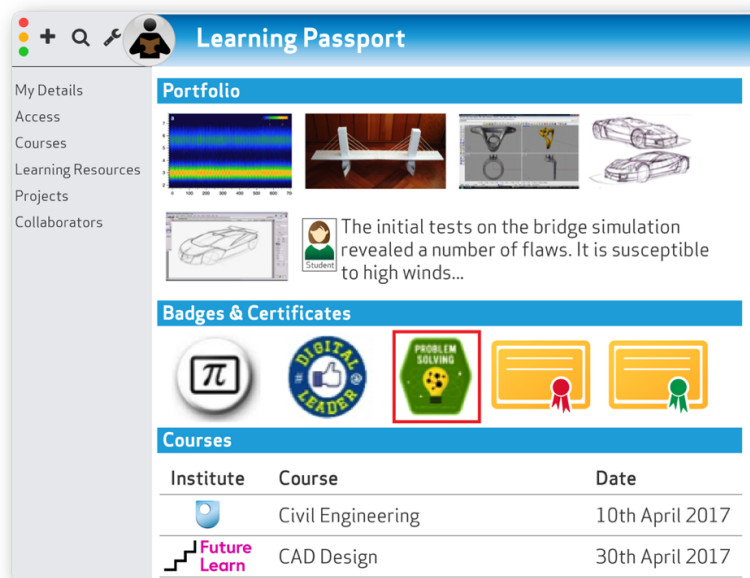 Learning Passport
My Details
Access
Courses
Learning Resources
Projects
Collaborators
Portfolio
Student
The initial tests on the bridge simulation
revealed a number of flaws. It is susceptible
to high winds...
Badges & Certificates
π
DIGITAL
LEADER
PROBLEM
SOLVING
Courses
Institute Course Date
Civil Engineering 10th April 2017
Future
Learn
CAD Design 30th April 2017